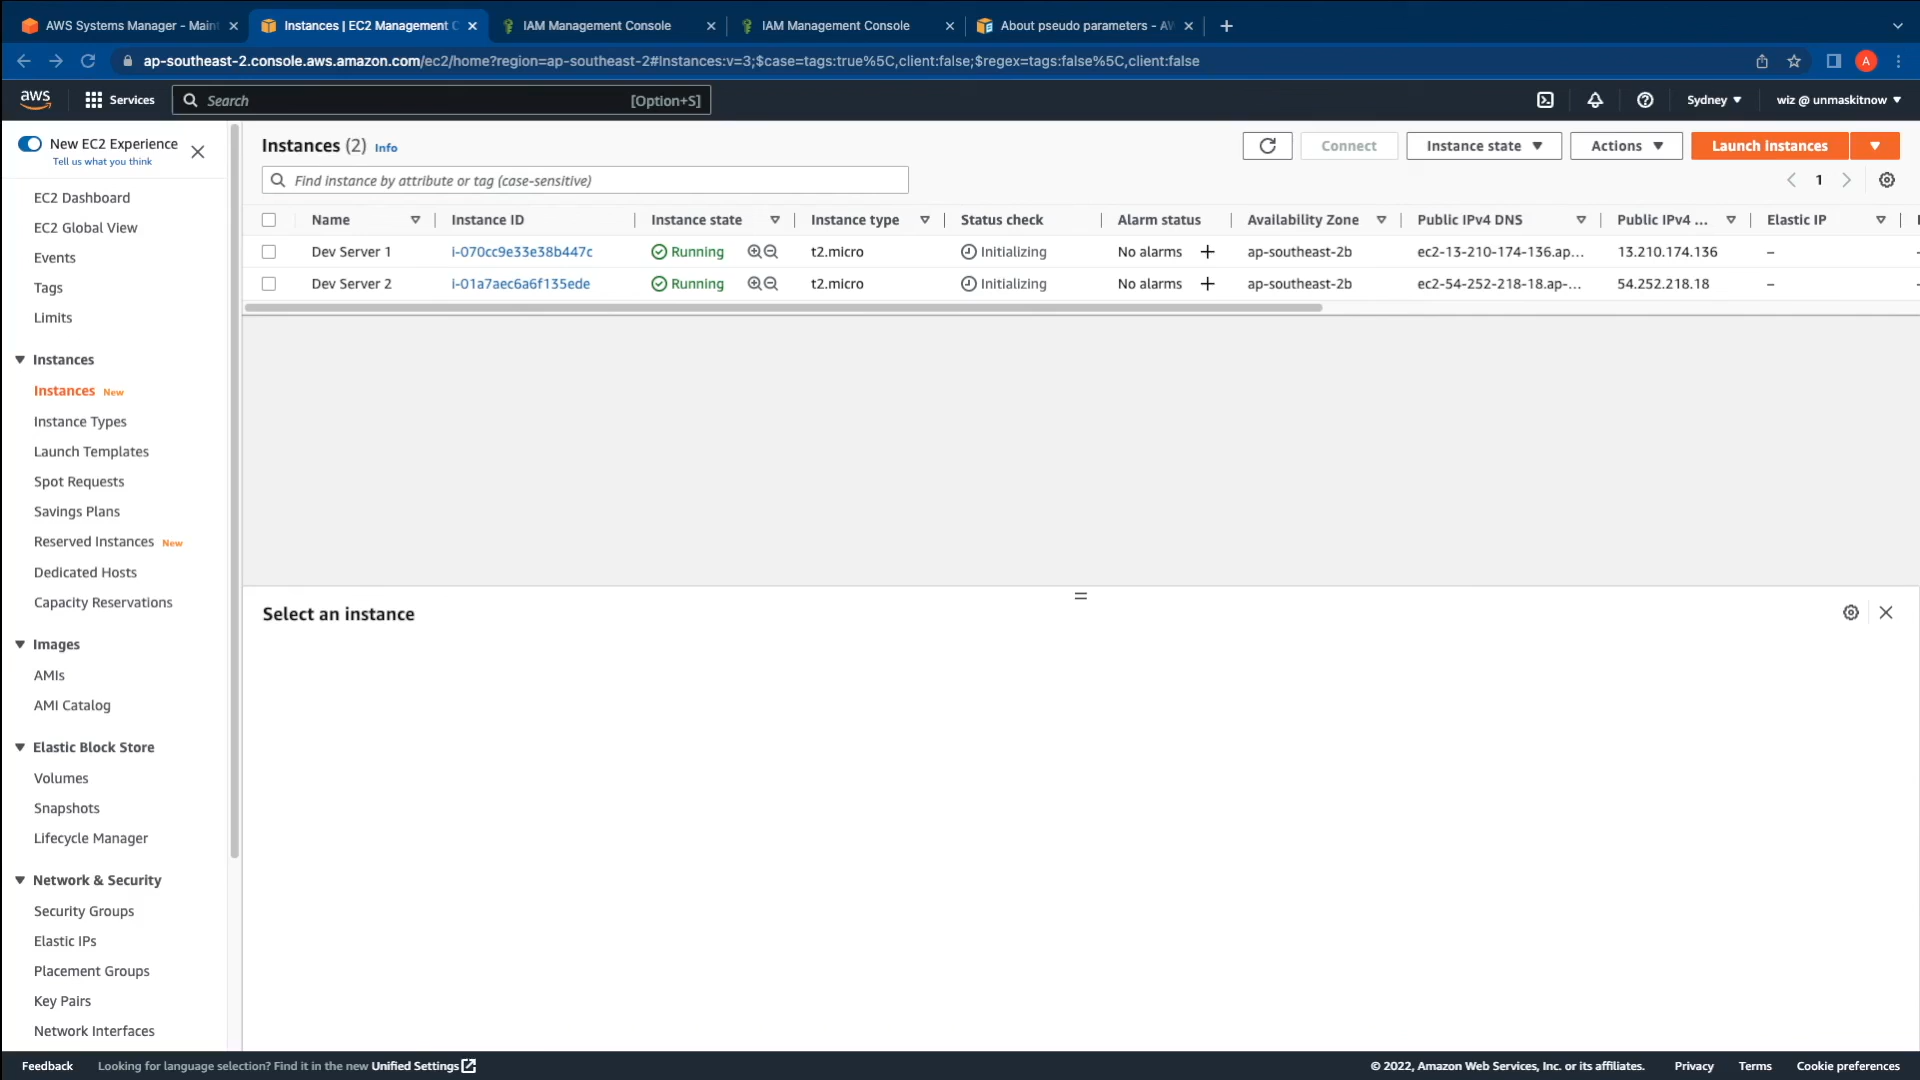 AWS Systems Manager - Main
Instances | EC2 Management C
IAM Management Console
IAM Management Console
About pseudo parameters - AW
ap-southeast-2.console.aws.amazon.com/ec2/home?region=ap-southeast-2#Instances:v=3;$case=tags:true%5C,client:false;$regex=tags:false%5C,client:false
A
aws
Services
Search
[Option+S]
Sydney
wiz @ unmaskitnow
New EC2 Experience
Tell us what you think
EC2 Dashboard
EC2 Global View
Events
Tags
Limits
Instances
Instances New
Instance Types
Launch Templates
Spot Requests
Savings Plans
Reserved Instances New
Dedicated Hosts
Capacity Reservations
Images
AMIs
AMI Catalog
Elastic Block Store
Volumes
Snapshots
Lifecycle Manager
Network & Security
Security Groups
Elastic IPs
Placement Groups
Key Pairs
Network Interfaces
Instances (2) Info
Connect
Instance state
Actions
Launch instances
Find instance by attribute or tag (case-sensitive)
1
Name Instance ID Instance state Instance type Status check Alarm status Availability Zone Public IPv4 DNS Public IPv4 ... Elastic IP
Dev Server 1 i-070cc9e33e38b447c Running t2.micro Initializing No alarms + ap-southeast-2b ec2-13-210-174-136.ap... 13.210.174.136 –
Dev Server 2 i-01a7aec6a6f135ede Running t2.micro Initializing No alarms + ap-southeast-2b ec2-54-252-218-18.ap-... 54.252.218.18 –
Select an instance
Feedback
Looking for language selection? Find it in the new Unified Settings
© 2022, Amazon Web Services, Inc. or its affiliates.
Privacy
Terms
Cookie preferences